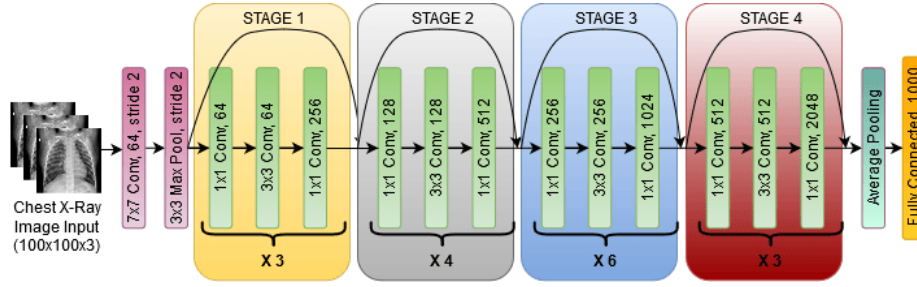 STAGE 1
STAGE 2
STAGE 3
STAGE 4
Chest X-Ray
Image Input
(100x100x3)
7x7 Conv, 64, stride 2
3x3 Max Pool, stride 2
1x1 Conv, 64
3x3 Conv, 64
1x1 Conv, 256
X 3
1x1 Conv, 128
3x3 Conv, 128
1x1 Conv, 512
X 4
1x1 Conv, 256
3x3 Conv, 256
1x1 Conv, 1024
X 6
1x1 Conv, 512
3x3 Conv, 512
1x1 Conv, 2048
X 3
Average Pooling
Fully Connected, 1000